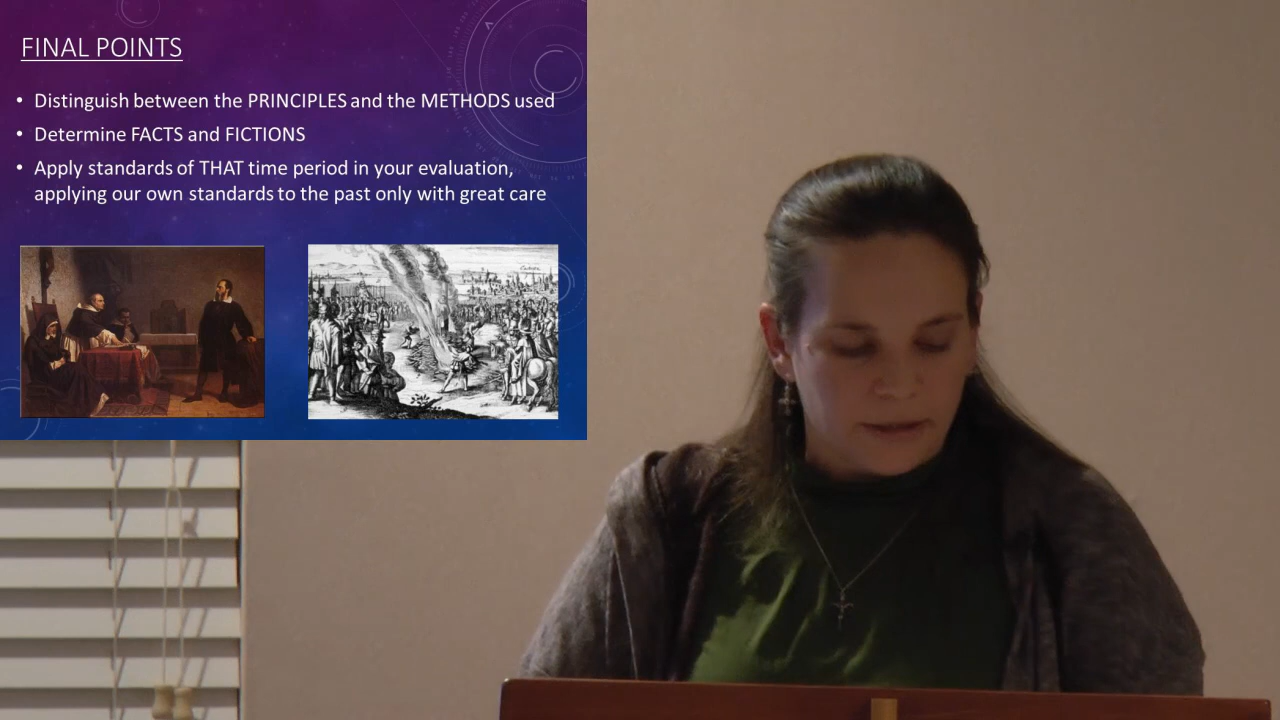 FINAL POINTS
• Distinguish between the PRINCIPLES and the METHODS used
• Determine FACTS and FICTIONS
• Apply standards of THAT time period in your evaluation,
applying our own standards to the past only with great care